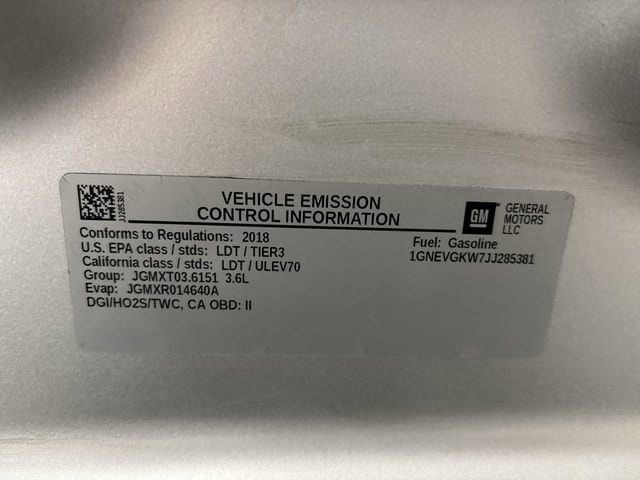 JJ285381
VEHICLE EMISSION
CONTROL INFORMATION
GM
GENERAL
MOTORS
LLC
Conforms to Regulations: 2018
U.S. EPA class / stds: LDT / TIER3
California class / stds: LDT / ULEV70
Group: JGMXT03.6151 3.6L
Evap: JGMXR014640A
DGI/HO2S/TWC, CA OBD: II
Fuel: Gasoline
1GNEVGKW7JJ285381